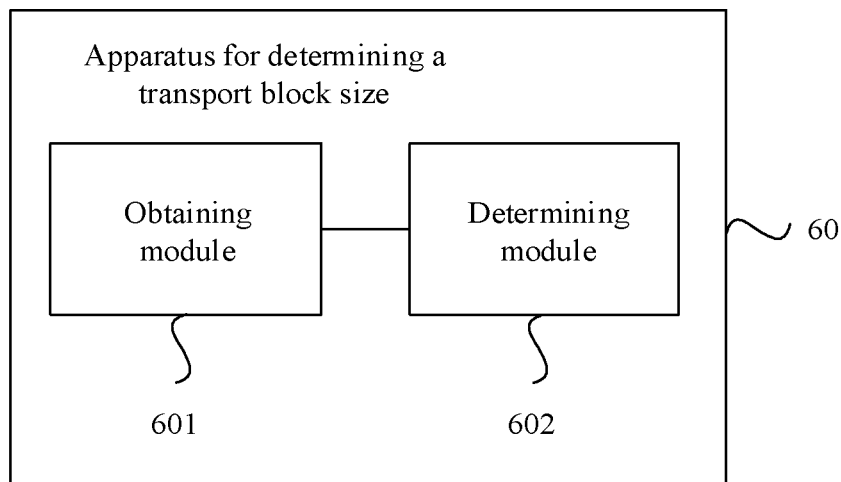 Apparatus for determining a
transport block size
Obtaining
module
Determining
module
60
601
602